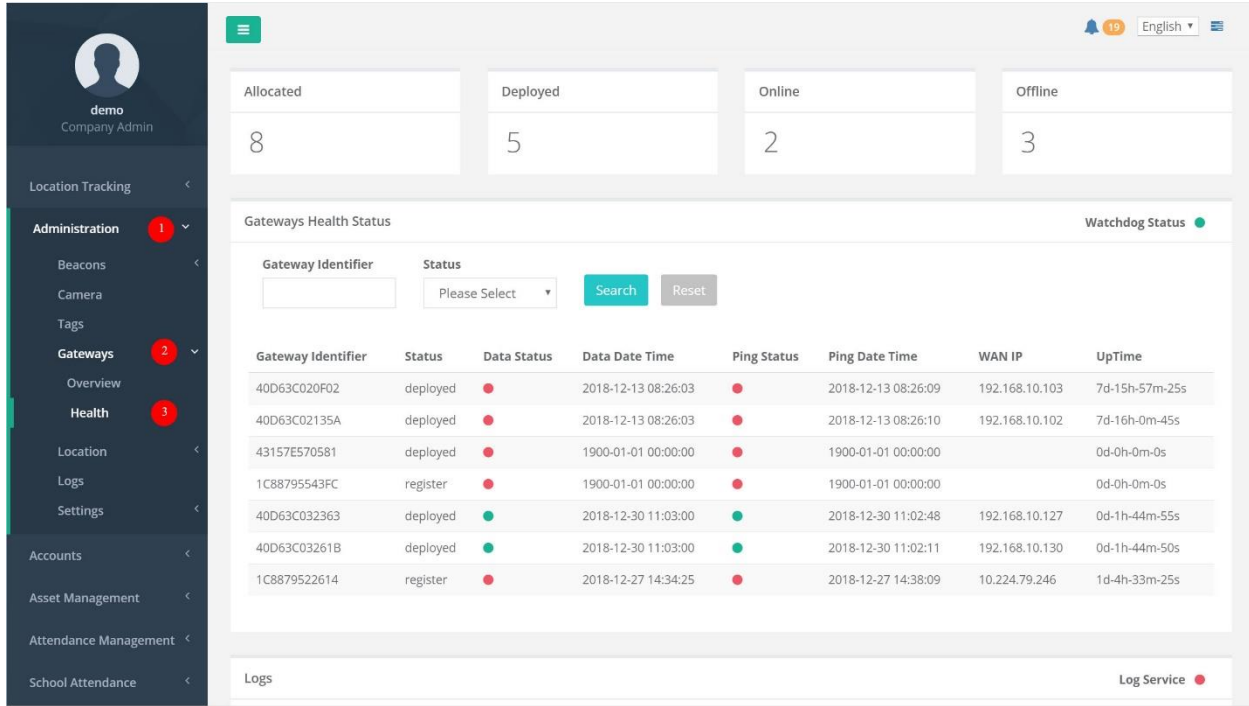 19 English
demo
Company Admin
Location Tracking
Administration 1
Beacons
Camera
Tags
Gateways 2
Overview
Health 3
Location
Logs
Settings
Accounts
Asset Management
Attendance Management
School Attendance
Allocated Deployed Online Offline
8 5 2 3
Gateways Health Status Watchdog Status
Gateway Identifier Status
Please Select Search Reset
Gateway Identifier Status Data Status Data Date Time Ping Status Ping Date Time WAN IP UpTime
40D63C020F02 deployed 2018-12-13 08:26:03 2018-12-13 08:26:09 192.168.10.103 7d-15h-57m-25s
40D63C02135A deployed 2018-12-13 08:26:03 2018-12-13 08:26:10 192.168.10.102 7d-16h-0m-45s
43157E570581 deployed 1900-01-01 00:00:00 1900-01-01 00:00:00 0d-0h-0m-0s
1C88795543FC register 1900-01-01 00:00:00 1900-01-01 00:00:00 0d-0h-0m-0s
40D63C032363 deployed 2018-12-30 11:03:00 2018-12-30 11:02:48 192.168.10.127 0d-1h-44m-55s
40D63C03261B deployed 2018-12-30 11:03:00 2018-12-30 11:02:11 192.168.10.130 0d-1h-44m-50s
1C8879522614 register 2018-12-27 14:34:25 2018-12-27 14:38:09 10.224.79.246 1d-4h-33m-25s
Logs Log Service